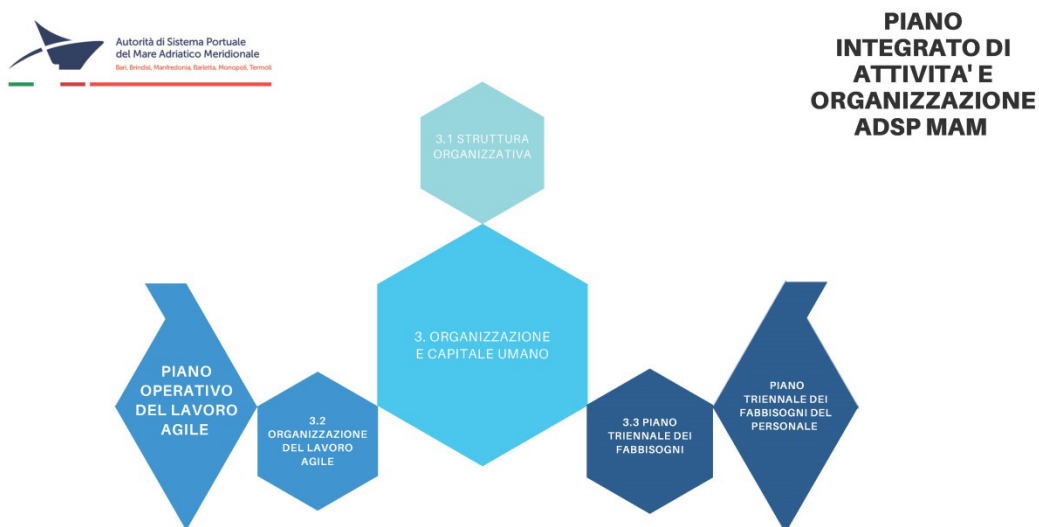 Autorità di Sistema Portuale
del Mare Adriatico Meridionale
Bari, Brindisi, Manfredonia, Barletta, Monopoli, Termoli
PIANO
INTEGRATO DI
ATTIVITA' E
ORGANIZZAZIONE
ADSP MAM
3.1 STRUTTURA
ORGANIZZATIVA
3. ORGANIZZAZIONE
E CAPITALE UMANO
PIANO
OPERATIVO
DEL LAVORO
AGILE
3.2
ORGANIZZAZIONE
DEL LAVORO
AGILE
3.3 PIANO
TRIENNALE DEI
FABBISOGNI
PIANO
TRIENNALE DEI
FABBISOGNI DEL
PERSONALE